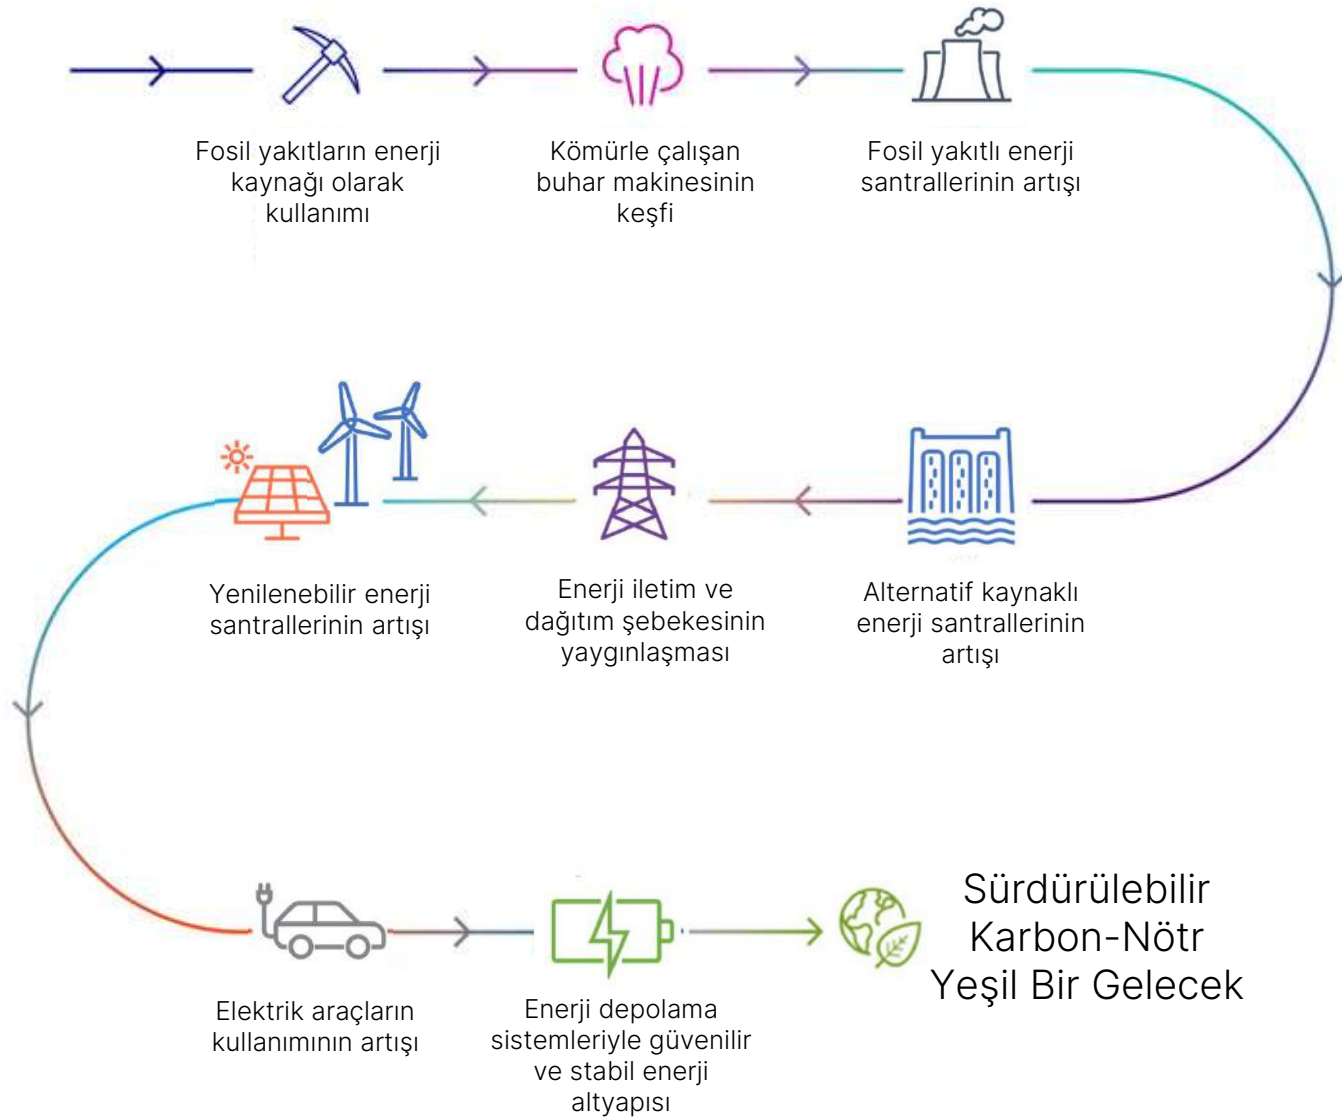 Fosil yakıtların enerji
kaynağı olarak
kullanımı
Kömürle çalışan
buhar makinesinin
keşfi
Fosil yakıtlı enerji
santrallerinin artışı
Alternatif kaynaklı
enerji santrallerinin
artışı
Enerji iletim ve
dağıtım şebekesinin
yaygınlaşması
Yenilenebilir enerji
santrallerinin artışı
Elektrik araçların
kullanımının artışı
Enerji depolama
sistemleriyle güvenilir
ve stabil enerji
altyapısı
Sürdürülebilir
Karbon-Nötr
Yeşil Bir Gelecek